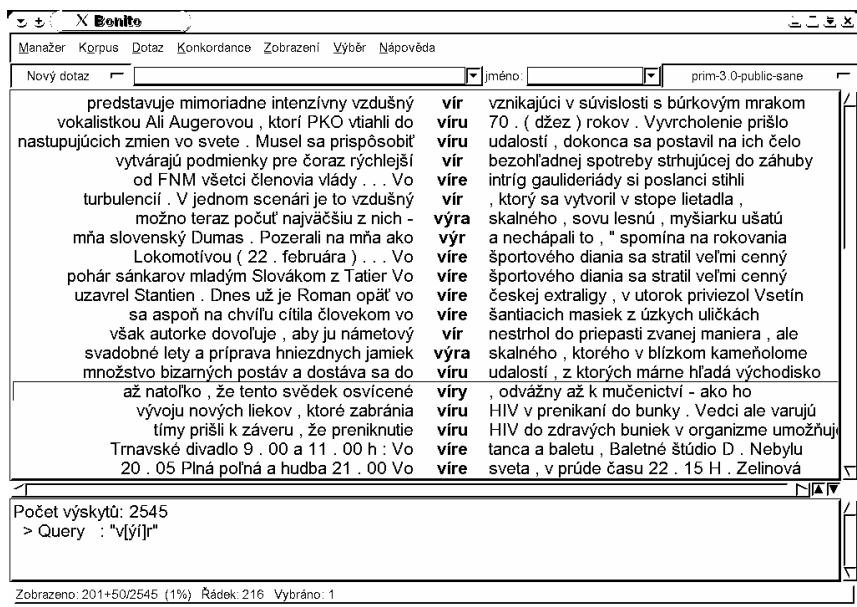 X Bonito
Manažer Korpus Dotaz Konkordance Zobrazení Výběr Nápověda
Nový dotaz jméno: prim-3.0-public-sane
predstavuje mimoriadne intenzívny vzdušný vír vznikajúci v súvislosti s búrkovým mrakom
vokalistkou Ali Augerovou , ktorí PKO vtiahli do víru 70 . ( džez ) rokov . Vyvrcholenie prišlo
nastupujúcich zmien vo svete . Musel sa prispôsobiť víru udalostí , dokonca sa postavil na ich čelo
vytvárajú podmienky pre čoraz rýchlejší vír bezohľadnej spotreby strhujúcej do záhuby
od FNM všetci členovia vlády . . . Vo víre intríg gaulideriády si poslanci stihli
turbulencií . V jednom scenári je to vzdušný vír , ktorý sa vytvoril v stope lietadla ,
možno teraz počuť najväčšiu z nich - výra skalného , sovu lesnú , myšiarku ušatú
mňa slovenský Dumas . Pozerali na mňa ako výr a nechápali to , " spomína na rokovania
Lokomotívou ( 22 . februára ) . . . Vo víre športového diania sa stratil veľmi cenný
pohár sánkarov mladým Slovákom z Tatier Vo víre športového diania sa stratil veľmi cenný
uzavrel Stantien . Dnes už je Roman opäť vo víre českej extraligy , v utorok priviezol Vsetín
sa aspoň na chvíľu cítila človekom vo víre šantiacich masiek z úzkych uličkách
však autorke dovoľuje , aby ju námetový vír nestrhol do priepasti zvanej maniera , ale
svadobné lety a príprava hniezdnych jamiek výra skalného , ktorého v blízkom kameňolome
množstvo bizarných postáv a dostáva sa do víru udalostí , z ktorých márne hľadá východisko
až natoľko , že tento svědek osvícené víry , odvážny až k mučenictví - ako ho
vývoju nových liekov , ktoré zabránia víru HIV v prenikaní do bunky . Vedci ale varujú
tímy prišli k záveru , že preniknutie víru HIV do zdravých buniek v organizme umožňuj
Trnavské divadlo 9 . 00 a 11 . 00 h : Vo víre tanca a baletu , Baletné štúdio D . Nebylu
20 . 05 Plná poľná a hudba 21 . 00 Vo víre sveta , v prúde času 22 . 15 H . Zelinová
Počet výskytů: 2545
> Query : "v[ýí]r"
Zobrazeno: 201+50/2545 (1%) Řádek: 216 Vybráno: 1